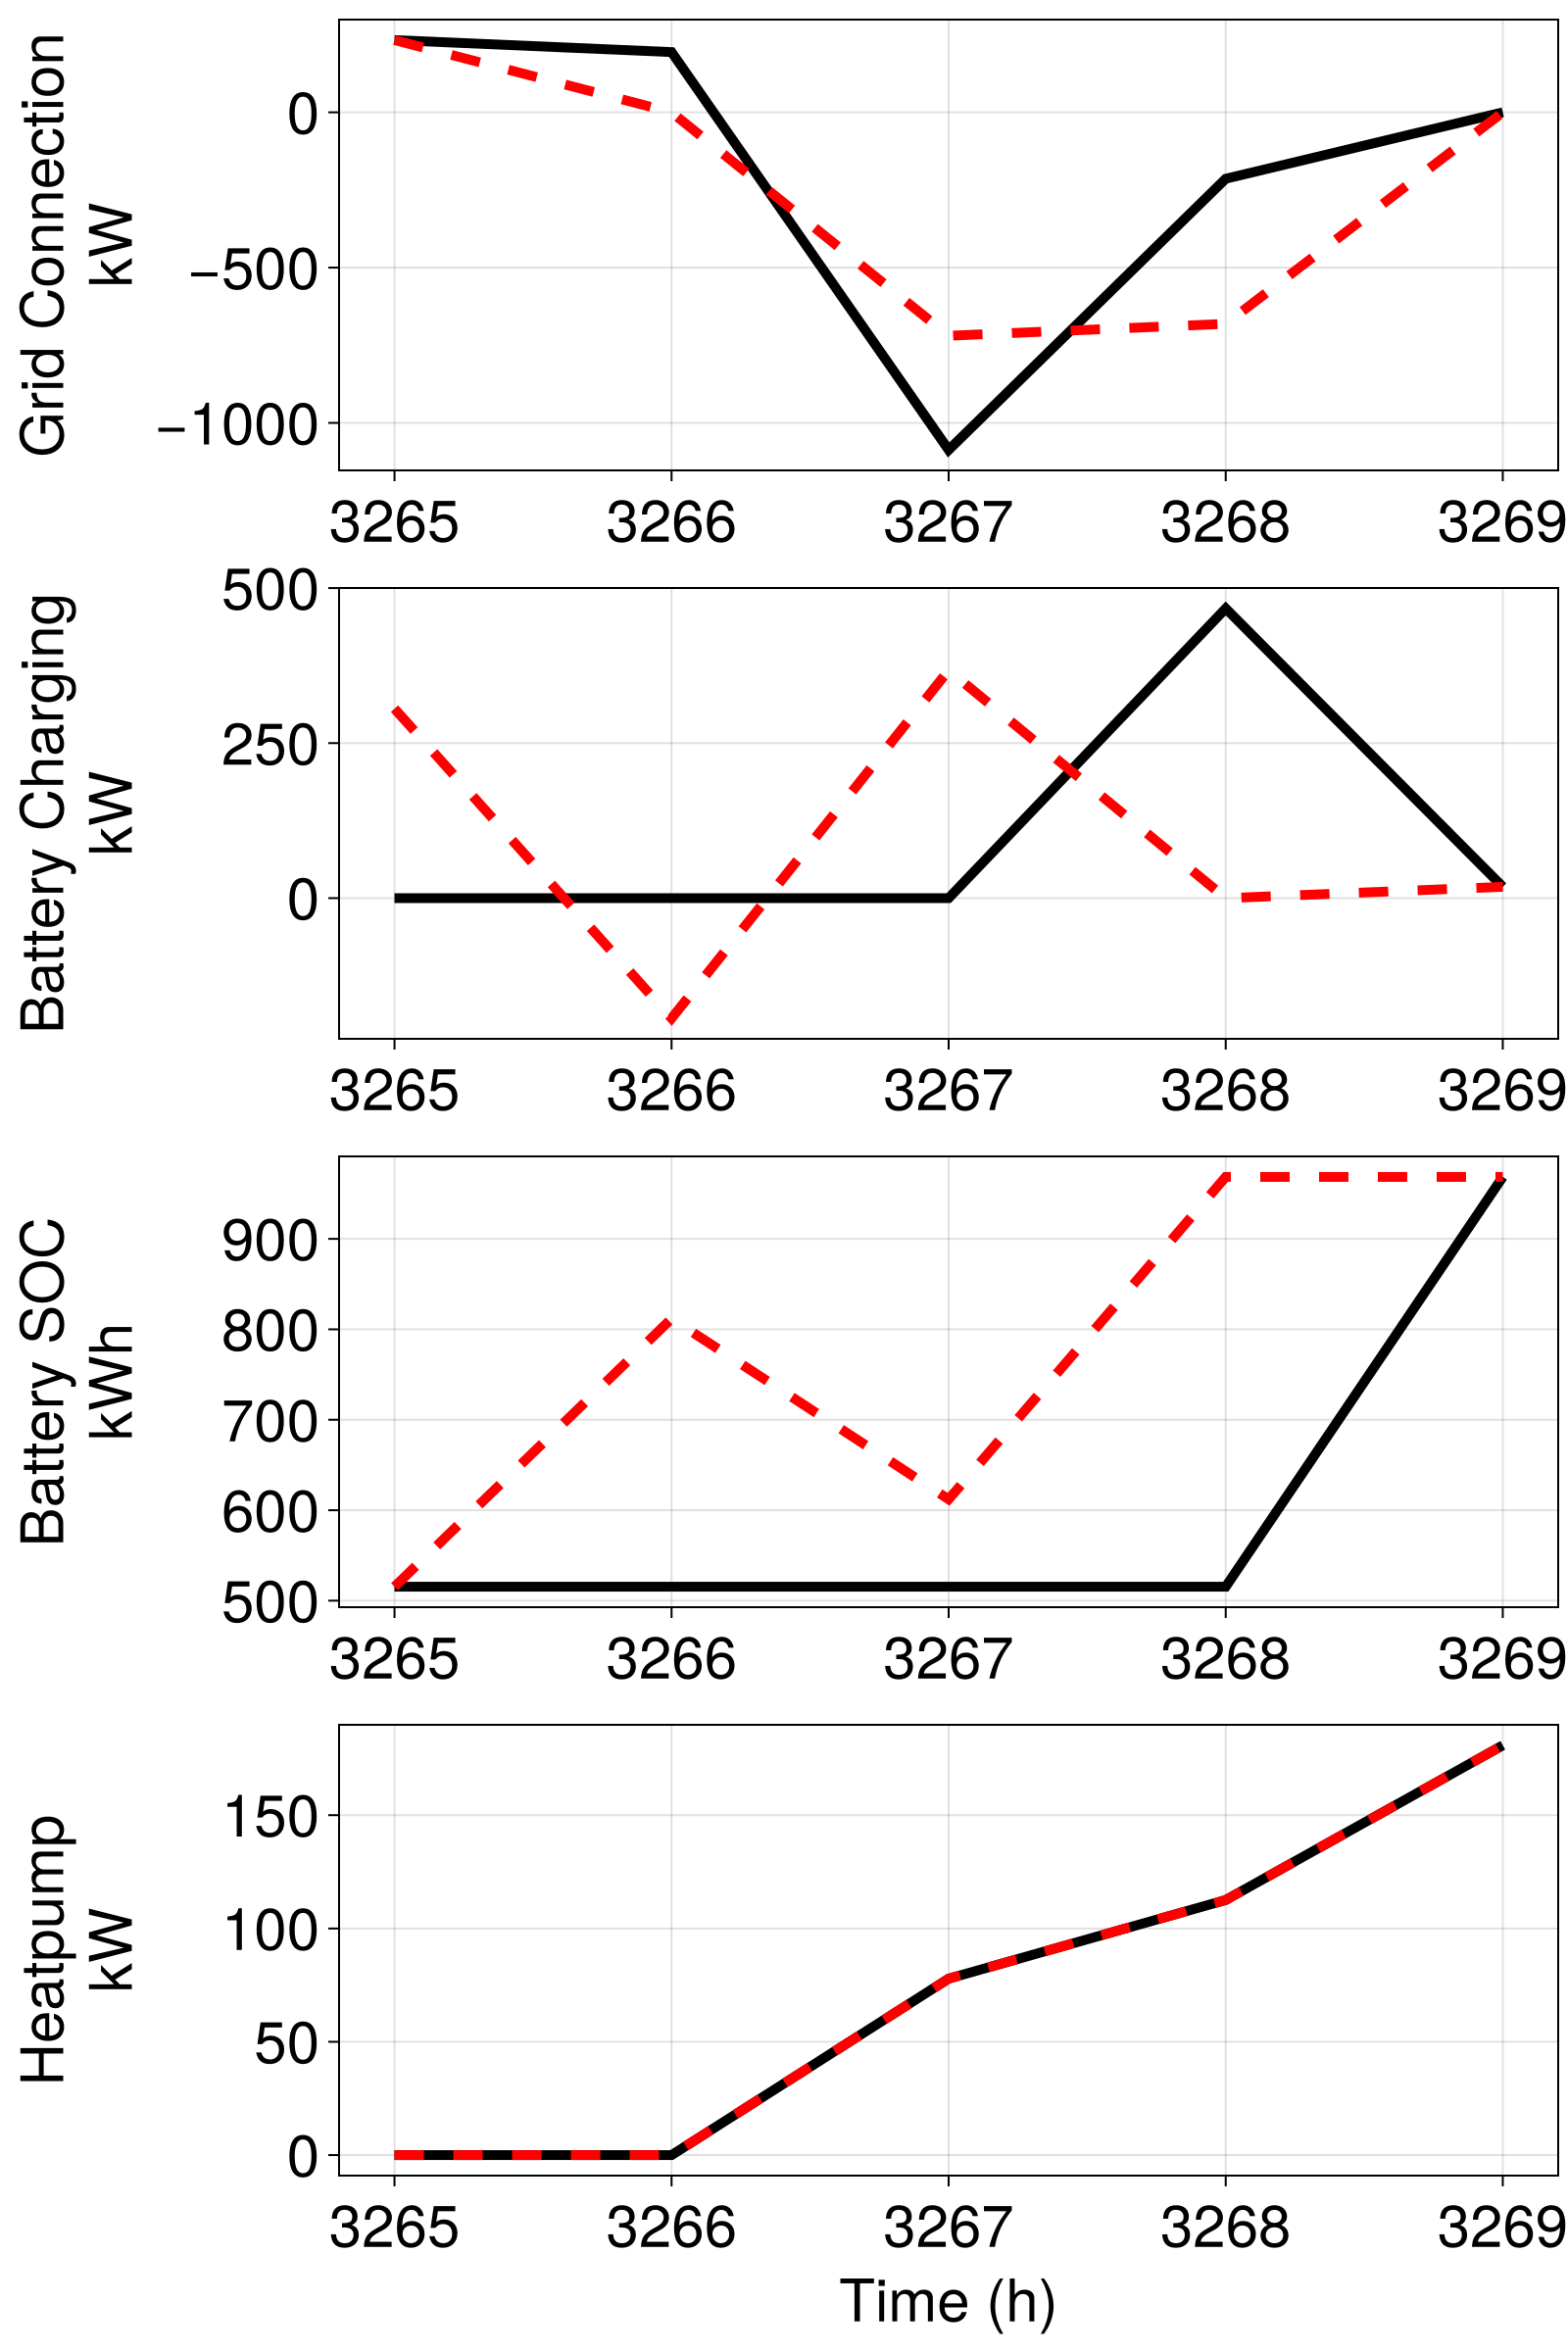 Grid Connection
kW
0
−500
−1000
3265 3266 3267 3268 3269
Battery Charging
kW
500
250
0
3265 3266 3267 3268 3269
Battery SOC
kWh
900
800
700
600
500
3265 3266 3267 3268 3269
Heatpump
kW
150
100
50
0
3265 3266 3267 3268 3269
Time (h)